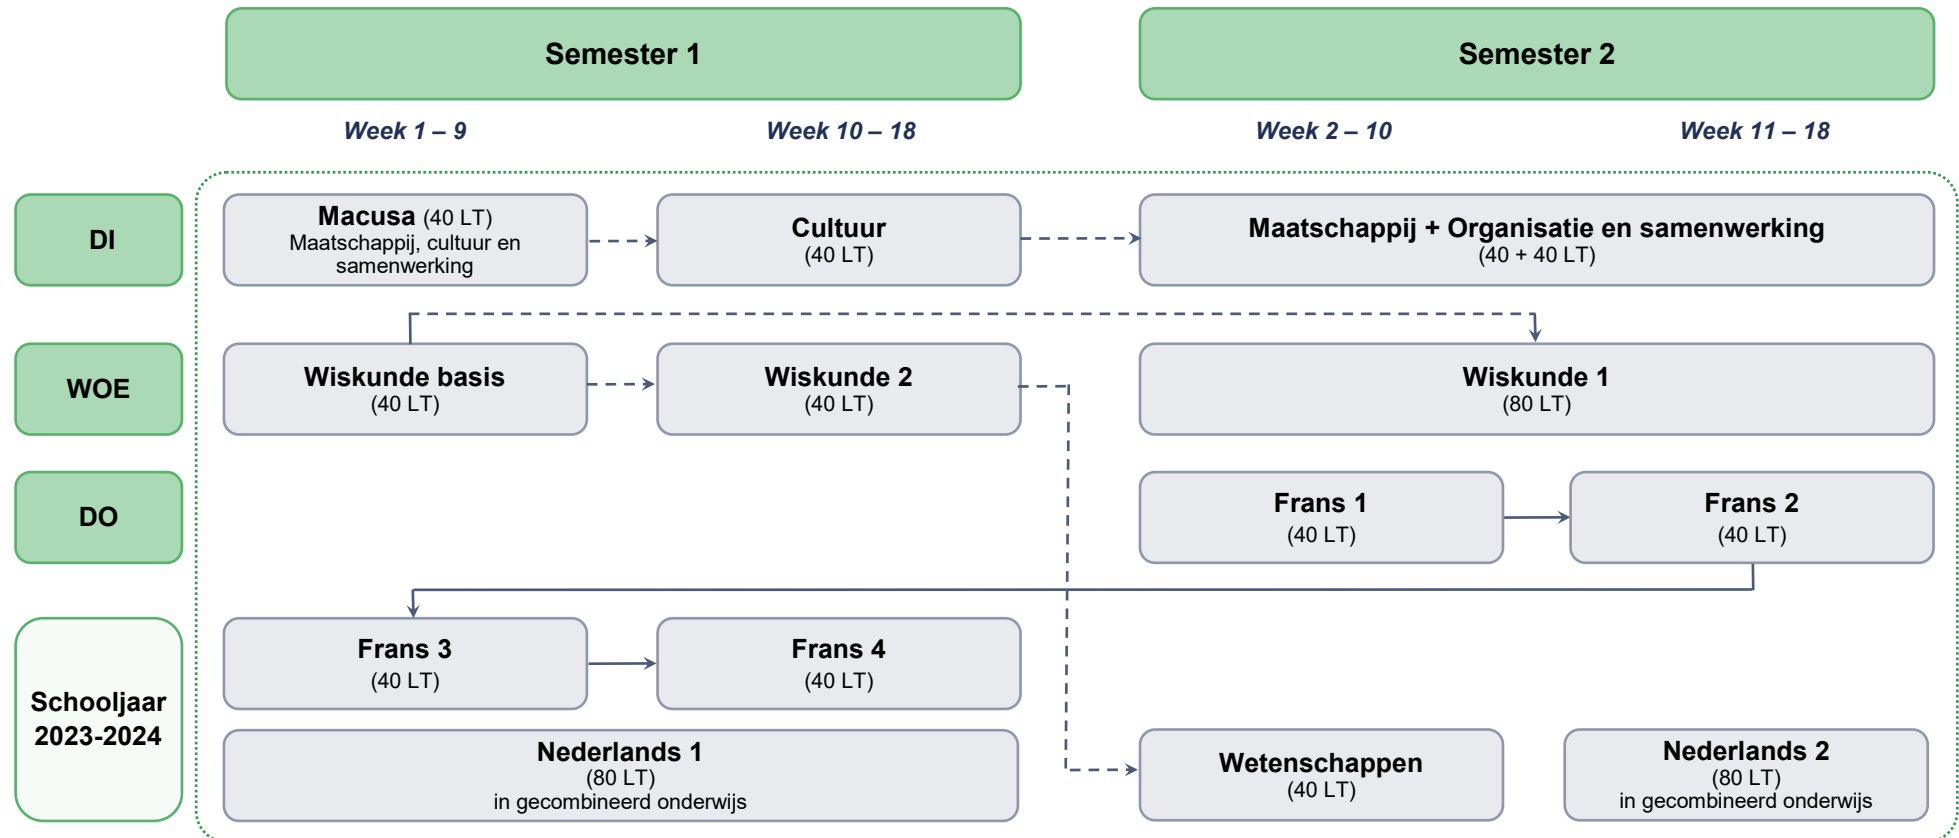 Semester 1
Semester 2
Week 1 – 9
Week 10 – 18
Week 2 – 10
Week 11 – 18
DI
Macusa (40 LT)
Maatschappij, cultuur en
samenwerking
Cultuur
(40 LT)
Maatschappij + Organisatie en samenwerking
(40 + 40 LT)
WOE
Wiskunde basis
(40 LT)
Wiskunde 2
(40 LT)
Wiskunde 1
(80 LT)
DO
Frans 1
(40 LT)
Frans 2
(40 LT)
Schooljaar
2023-2024
Frans 3
(40 LT)
Frans 4
(40 LT)
Nederlands 1
(80 LT)
in gecombineerd onderwijs
Wetenschappen
(40 LT)
Nederlands 2
(80 LT)
in gecombineerd onderwijs